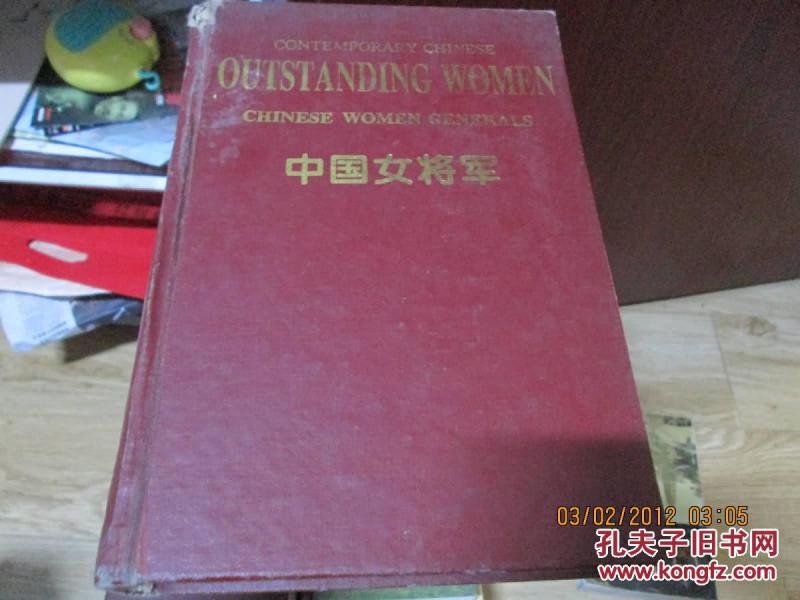 CONTEMPORARY CHINESE
OUTSTANDING WOMEN
CHINESE WOMEN GENERALS
中国女将军
03/02/2012 03:05
孔夫子旧书网
www.kongfz.com